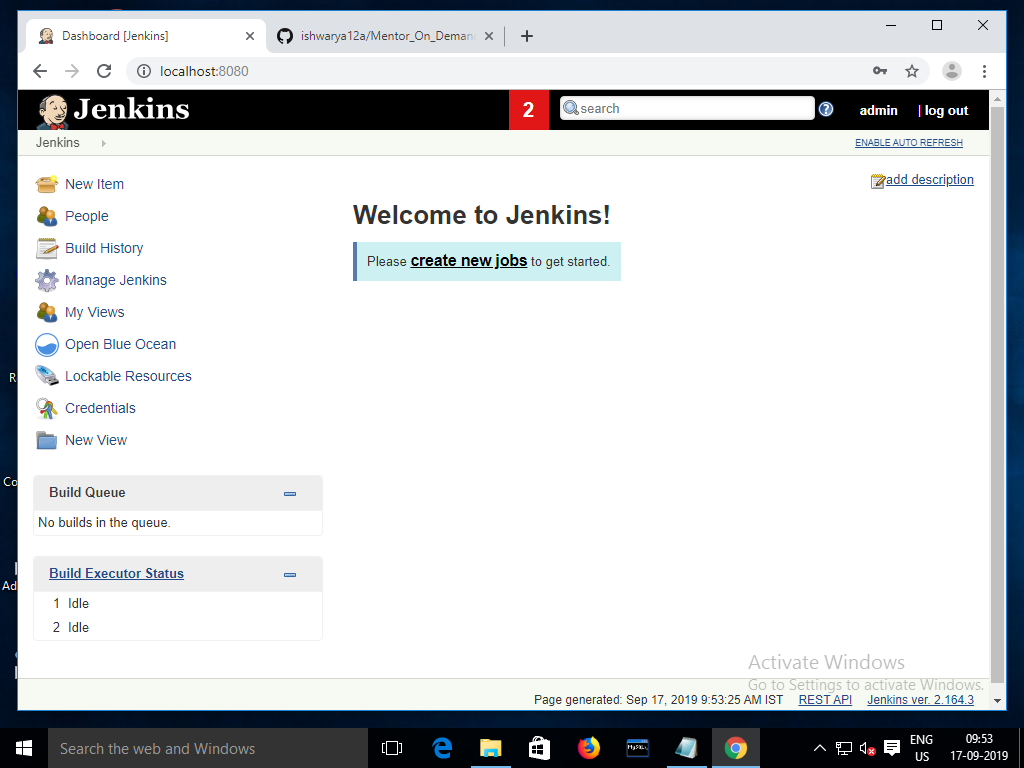 Dashboard [Jenkins]
ishwarya12a/Mentor_On_Deman
localhost:8080
Jenkins
2
search
admin
| log out
Jenkins
ENABLE AUTO REFRESH
add description
New Item
People
Build History
Manage Jenkins
My Views
Open Blue Ocean
Lockable Resources
Credentials
New View
Welcome to Jenkins!
Please create new jobs to get started.
Build Queue
No builds in the queue.
Build Executor Status
1 Idle
2 Idle
R
Co
Ad
Activate Windows
Go to Settings to activate Windows.
Page generated: Sep 17, 2019 9:53:25 AM IST
REST API
Jenkins ver. 2.164.3
Search the web and Windows
MySQL
ENG
US
09:53
17-09-2019